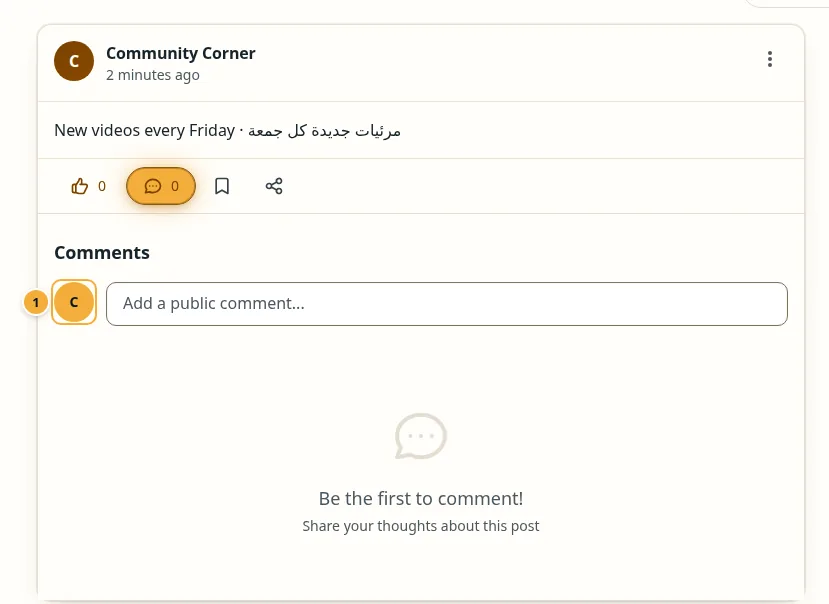 C
Community Corner
2 minutes ago
New videos every Friday · مرئيات جديدة كل جمعة
0
0
Comments
1
C
Add a public comment...
Be the first to comment!
Share your thoughts about this post